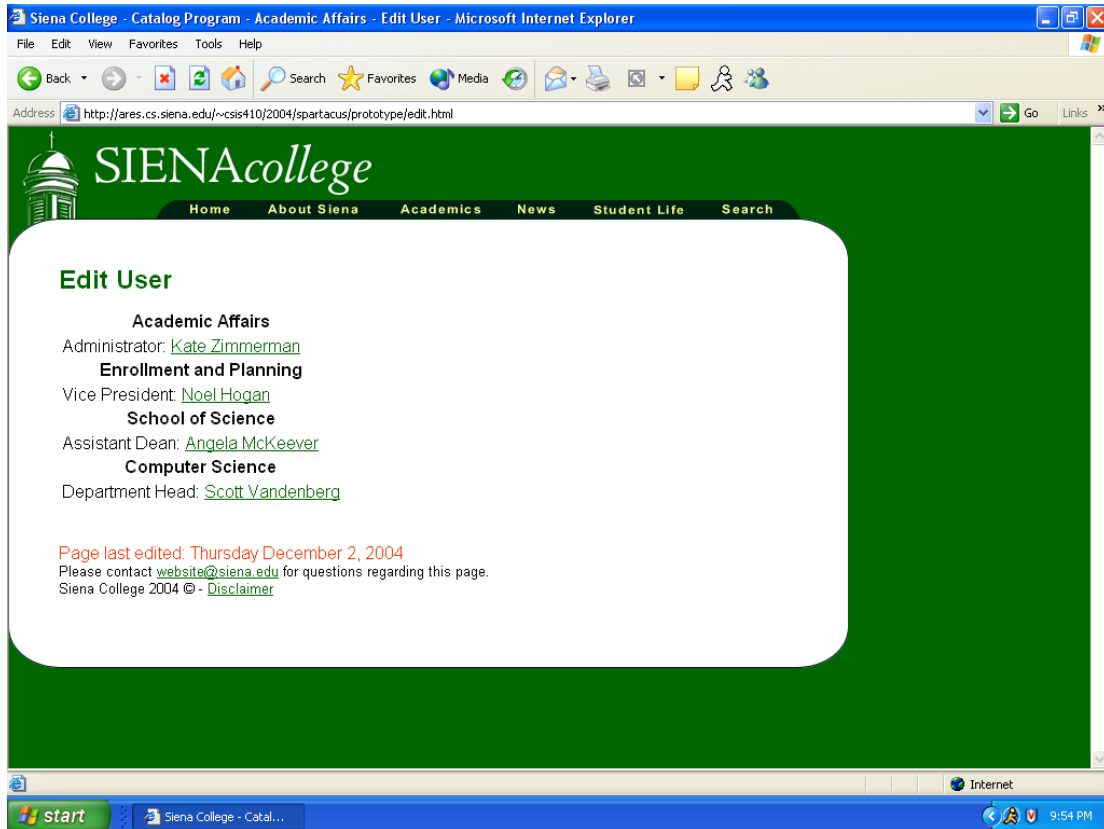 Siena College - Catalog Program - Academic Affairs - Edit User - Microsoft Internet Explorer
File Edit View Favorites Tools Help
Back Search Favorites Media
Address http://ares.cs.siena.edu/~csis410/2004/spartacus/prototype/edit.html Go Links »
SIENAcollege
Home About Siena Academics News Student Life Search
Edit User
Academic Affairs
Administrator: Kate Zimmerman
Enrollment and Planning
Vice President: Noel Hogan
School of Science
Assistant Dean: Angela McKeever
Computer Science
Department Head: Scott Vandenberg
Page last edited: Thursday December 2, 2004
Please contact website@siena.edu for questions regarding this page.
Siena College 2004 © - Disclaimer
Internet
start Siena College - Catal... 9:54 PM